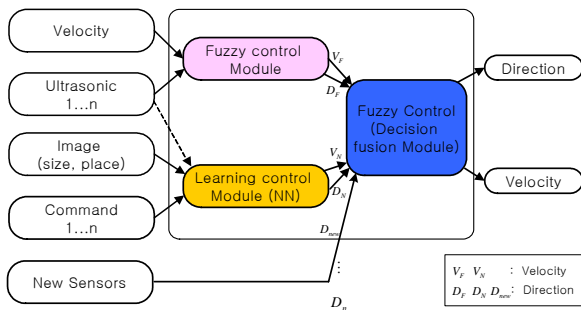 Velocity
Ultrasonic
1...n
Image
(size, place)
Command
1...n
New Sensors
Fuzzy control
Module
Learning control
Module (NN)
V_F
D_F
V_N
D_N
D_new
⋮
D_n
Fuzzy Control
(Decision
fusion Module)
Direction
Velocity
V_F V_N : Velocity
D_F D_N D_new : Direction